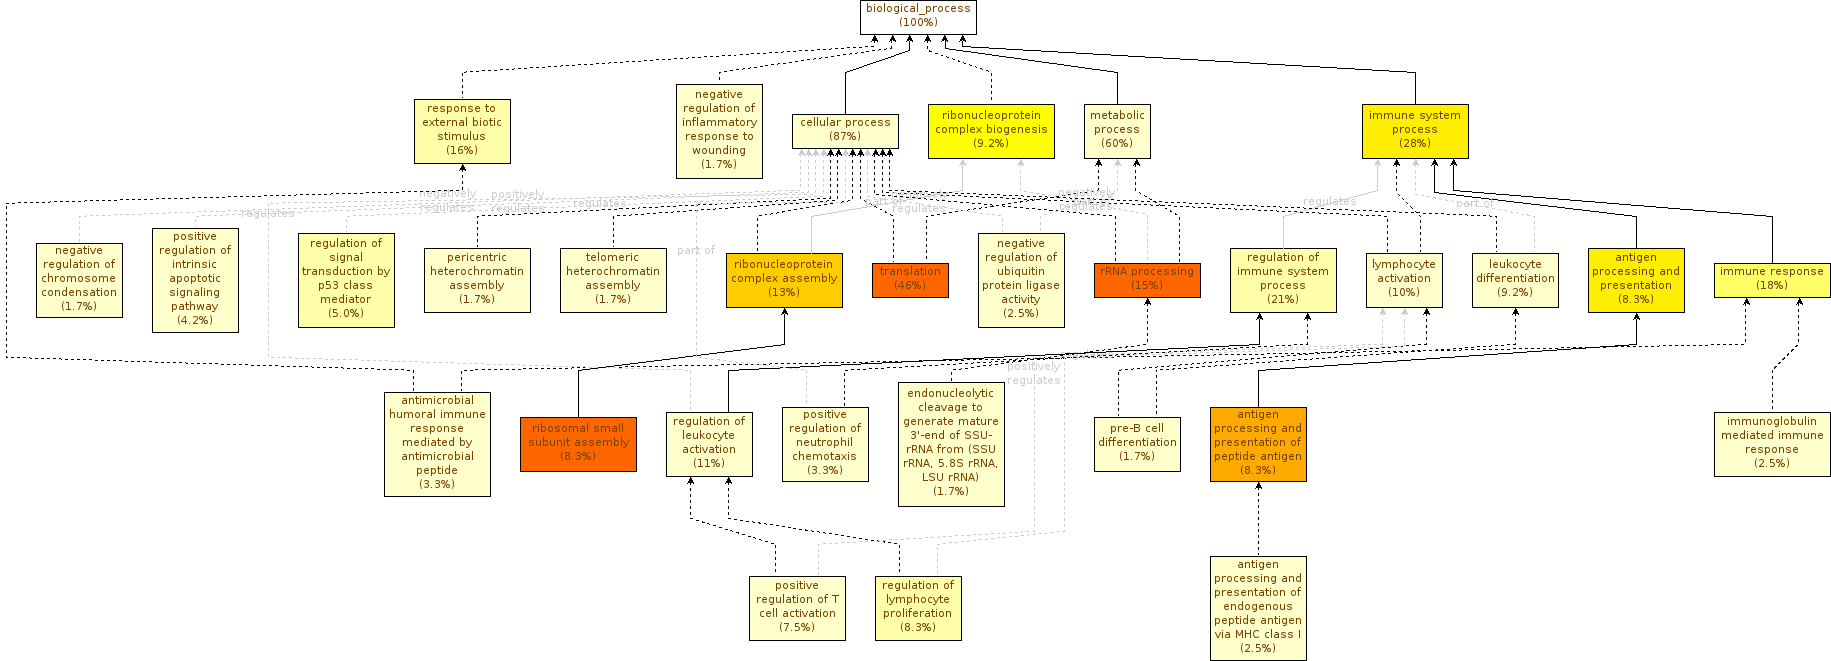 biological_process
(100%)
response to
external biotic
stimulus
(16%)
negative
regulation of
inflammatory
response to
wounding
(1.7%)
cellular process
(87%)
ribonucleoprotein
complex biogenesis
(9.2%)
metabolic
process
(60%)
immune system
process
(28%)
negatively
regulates
positively
regulates
regulates
regulates
part of
regulates
negatively
regulates
regulates
part of
part of
negative
regulation of
chromosome
condensation
(1.7%)
positive
regulation of
intrinsic
apoptotic
signaling
pathway
(4.2%)
regulation of
signal
transduction by
p53 class
mediator
(5.0%)
pericentric
heterochromatin
assembly
(1.7%)
telomeric
heterochromatin
assembly
(1.7%)
ribonucleoprotein
complex assembly
(13%)
translation
(46%)
negative
regulation of
ubiquitin
protein ligase
activity
(2.5%)
rRNA processing
(15%)
regulation of
immune system
process
(21%)
lymphocyte
activation
(10%)
leukocyte
differentiation
(9.2%)
antigen
processing and
presentation
(8.3%)
immune response
(18%)
positively
regulates
antimicrobial
humoral immune
response
mediated by
antimicrobial
peptide
(3.3%)
ribosomal small
subunit assembly
(8.3%)
regulation of
leukocyte
activation
(11%)
positive
regulation of
neutrophil
chemotaxis
(3.3%)
endonucleolytic
cleavage to
generate mature
3'-end of SSU-
rRNA from (SSU
rRNA, 5.8S rRNA,
LSU rRNA)
(1.7%)
pre-B cell
differentiation
(1.7%)
antigen
processing and
presentation of
peptide antigen
(8.3%)
immunoglobulin
mediated immune
response
(2.5%)
positive
regulation of T
cell activation
(7.5%)
regulation of
lymphocyte
proliferation
(8.3%)
antigen
processing and
presentation of
endogenous
peptide antigen
via MHC class I
(2.5%)